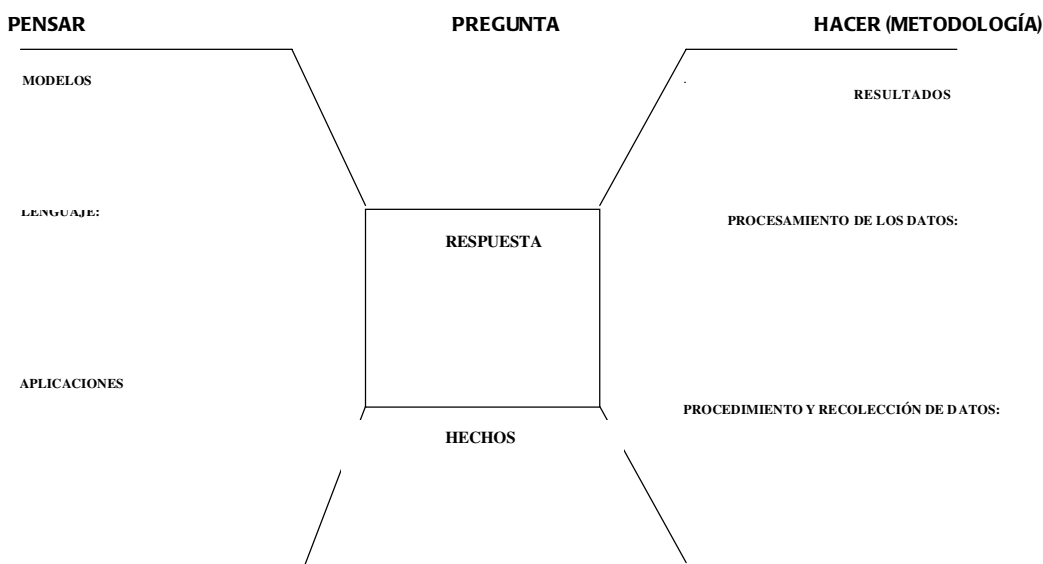 PENSAR PREGUNTA HACER (METODOLOGÍA)
MODELOS
RESULTADOS
LENGUAJE:
PROCESAMIENTO DE LOS DATOS:
RESPUESTA
APLICACIONES
PROCEDIMIENTO Y RECOLECCIÓN DE DATOS:
HECHOS